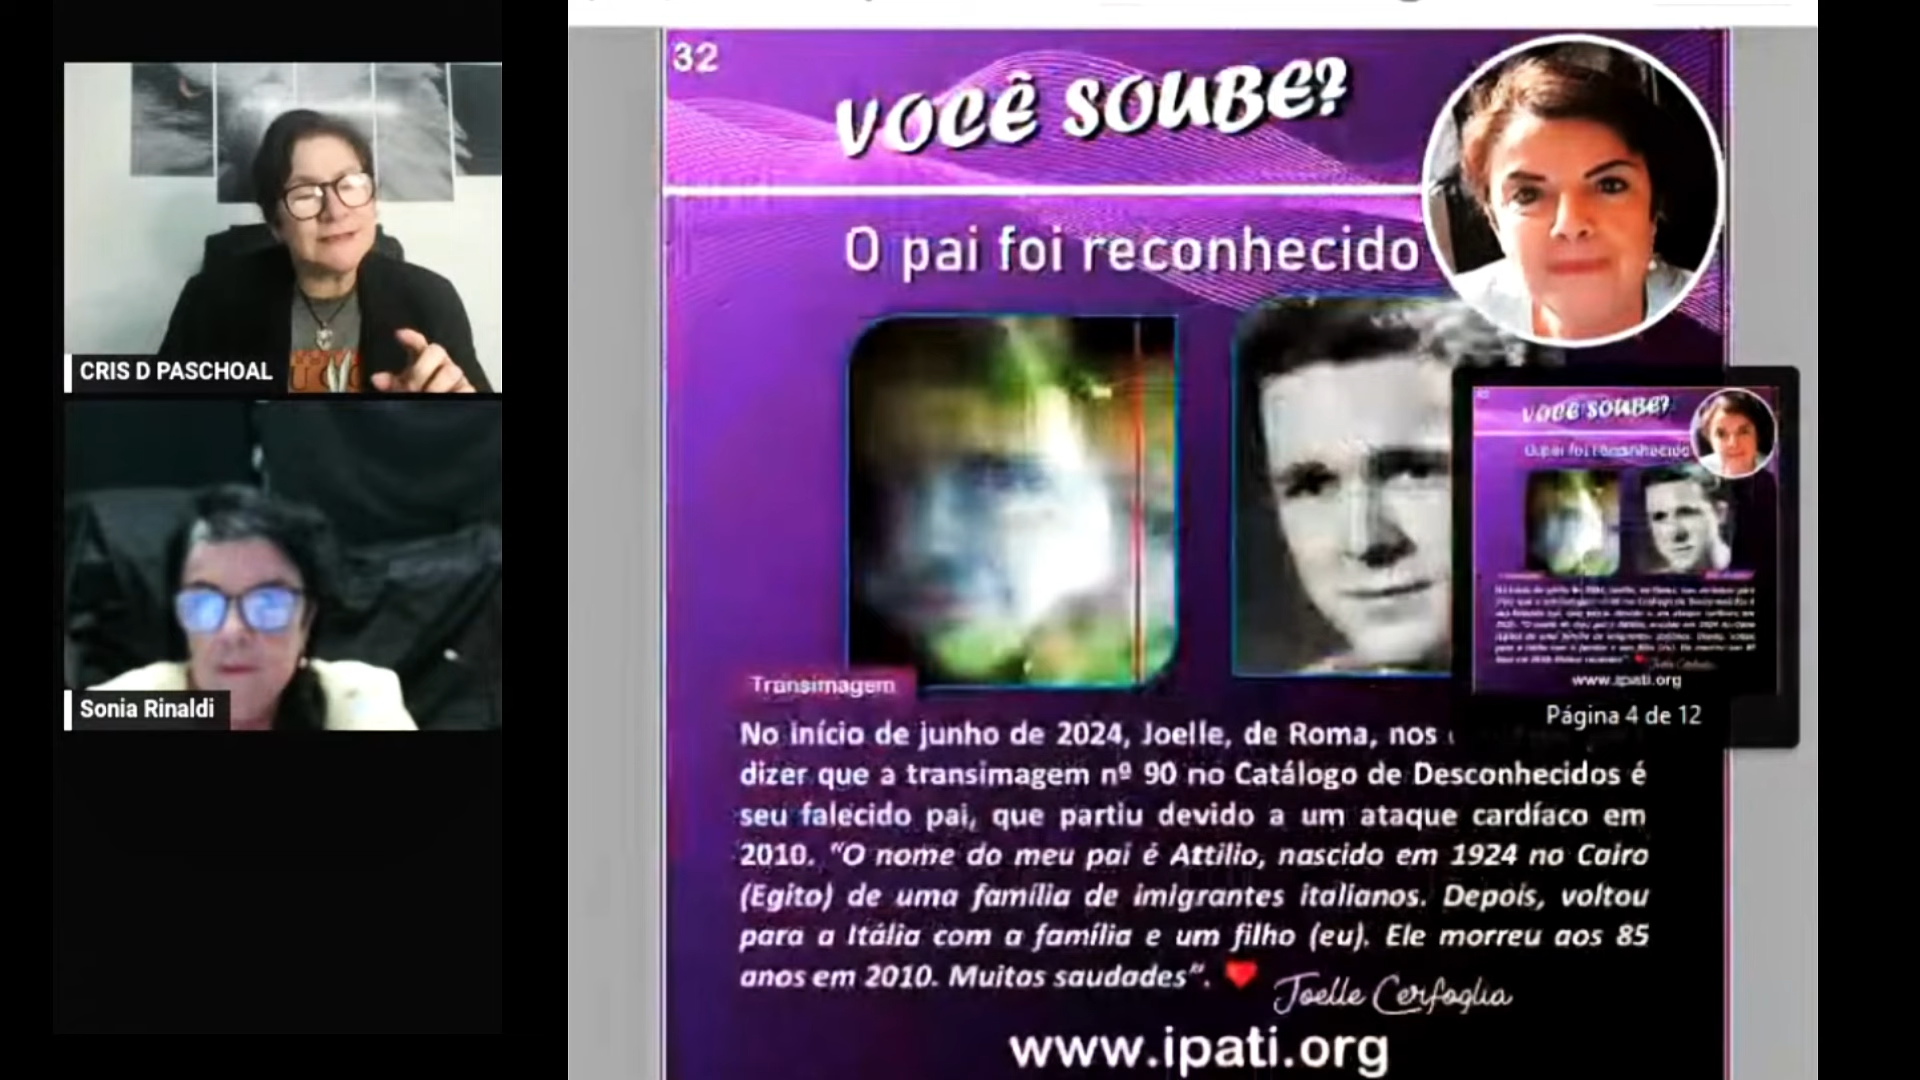 CRIS D PASCHOAL
Sonia Rinaldi
32
VOCÊ SOUBE?
O pai foi reconhecido
Transimagem
No início de junho de 2024, Joelle, de Roma, nos
dizer que a transimagem nº 90 no Catálogo de Desconhecidos é
seu falecido pai, que partiu devido a um ataque cardíaco em
2010. “O nome do meu pai é Attilio, nascido em 1924 no Cairo
(Egito) de uma família de imigrantes italianos. Depois, voltou
para a Itália com a família e um filho (eu). Ele morreu aos 85
anos em 2010. Muitas saudades”.
Joelle Cerfoglia
www.ipati.org
VOCÊ SOUBE?
O pai foi reconhecido
www.ipati.org
Página 4 de 12